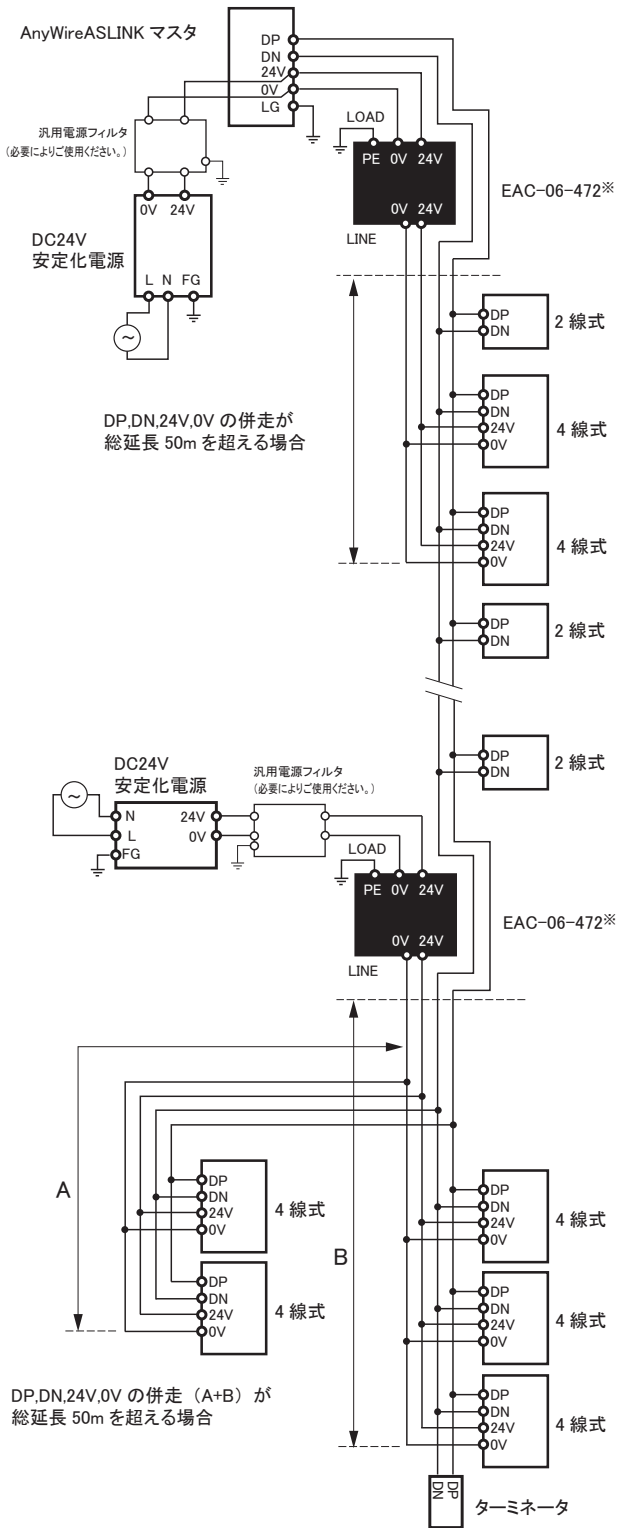 AnyWireASLINK マスタ
DP
DN
24V
0V
LG
汎用電源フィルタ
(必要によりご使用ください。)
0V 24V
DC24V
安定化電源
L N FG
LOAD
PE 0V 24V
0V 24V
LINE
EAC-06-472※
DP,DN,24V,0V の併走が
総延長 50m を超える場合
DP
DN
2 線式
DP
DN
24V
0V
4 線式
DP
DN
24V
0V
4 線式
DP
DN
2 線式
DP
DN
2 線式
DC24V
安定化電源
N
L
FG
24V
0V
汎用電源フィルタ
(必要によりご使用ください。)
LOAD
PE 0V 24V
0V 24V
LINE
EAC-06-472※
A
B
DP
DN
24V
0V
4 線式
DP
DN
24V
0V
4 線式
DP,DN,24V,0V の併走（A+B）が
総延長 50m を超える場合
DP
DN
24V
0V
4 線式
DP
DN
24V
0V
4 線式
DP
DN
24V
0V
4 線式
DN
DP
ターミネータ